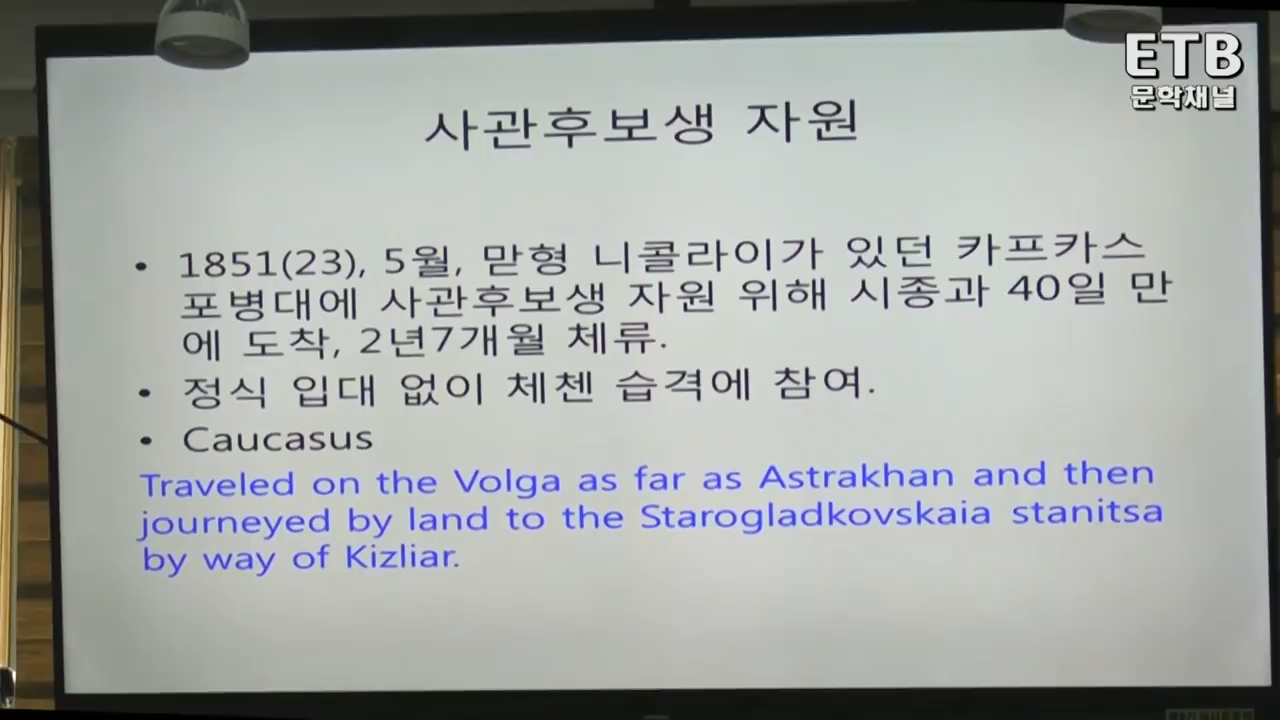 ETB
문학채널
사관후보생 자원
• 1851(23), 5월, 맏형 니콜라이가 있던 카프카스
포병대에 사관후보생 자원 위해 시종과 40일 만
에 도착, 2년7개월 체류.
• 정식 입대 없이 체첸 습격에 참여.
• Caucasus
Traveled on the Volga as far as Astrakhan and then
journeyed by land to the Starogladkovskaia stanitsa
by way of Kizliar.